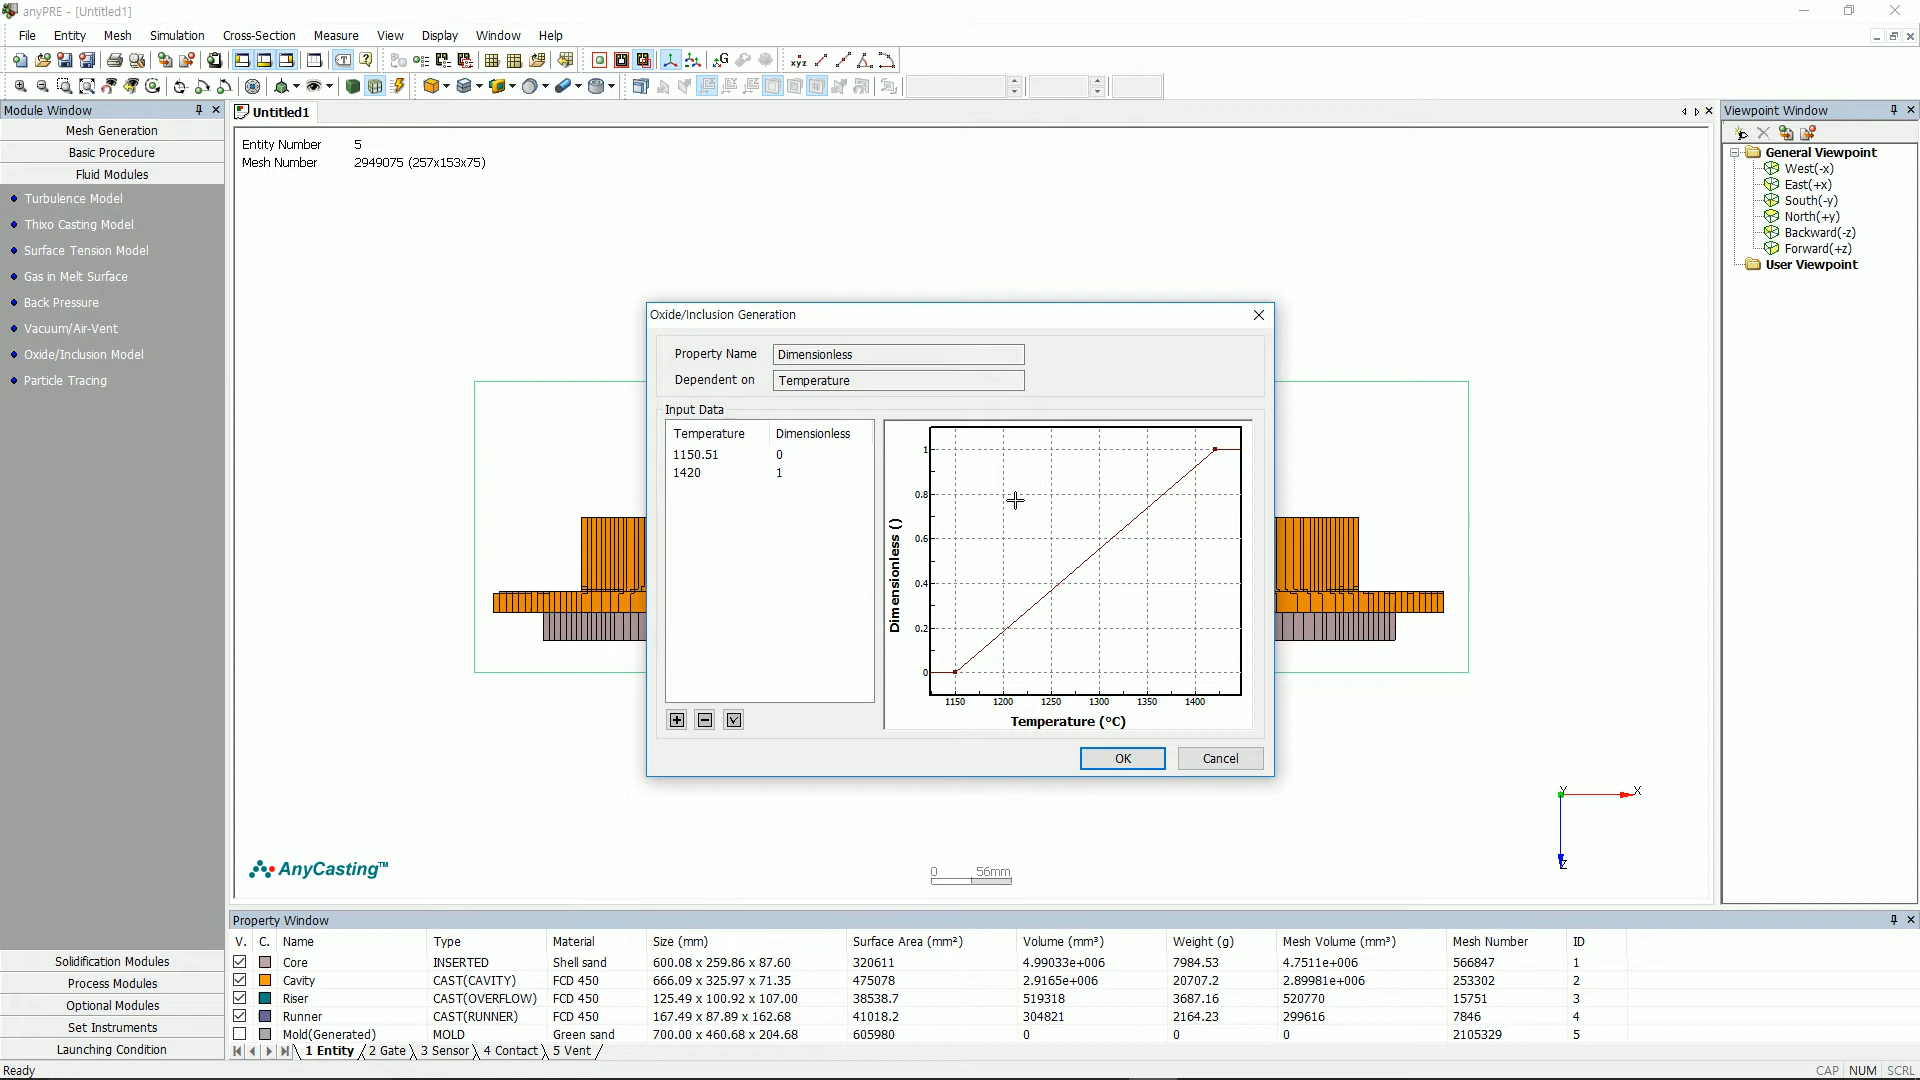 anyPRE - [Untitled1]
File Entity Mesh Simulation Cross-Section Measure View Display Window Help
Module Window
Mesh Generation
Basic Procedure
Fluid Modules
Turbulence Model
Thixo Casting Model
Surface Tension Model
Gas in Melt Surface
Back Pressure
Vacuum/Air-Vent
Oxide/Inclusion Model
Particle Tracing
Solidification Modules
Process Modules
Optional Modules
Set Instruments
Launching Condition
Untitled1
Entity Number 5
Mesh Number 2949075 (257x153x75)
Oxide/Inclusion Generation
Property Name Dimensionless
Dependent on Temperature
Input Data
Temperature Dimensionless
1150.51 0
1420 1
1
0.8
0.6
0.4
0.2
0
Dimensionless ()
1150 1200 1250 1300 1350 1400
Temperature (°C)
OK Cancel
X
Y
Z
AnyCasting™
0 56mm
Viewpoint Window
General Viewpoint
West(-x)
East(+x)
South(-y)
North(+y)
Backward(-z)
Forward(+z)
User Viewpoint
Property Window
V. C. Name Type Material Size (mm) Surface Area (mm²) Volume (mm³) Weight (g) Mesh Volume (mm³) Mesh Number ID
Core INSERTED Shell sand 600.08 x 259.86 x 87.60 320611 4.99033e+006 7984.53 4.7511e+006 566847 1
Cavity CAST(CAVITY) FCD 450 666.09 x 325.97 x 71.35 475078 2.9165e+006 20707.2 2.89981e+006 253302 2
Riser CAST(OVERFLOW) FCD 450 125.49 x 100.92 x 107.00 38538.7 519318 3687.16 520770 15751 3
Runner CAST(RUNNER) FCD 450 167.49 x 87.89 x 162.68 41018.2 304821 2164.23 299616 7846 4
Mold(Generated) MOLD Green sand 700.00 x 460.68 x 204.68 605980 0 0 0 2105329 5
1 Entity 2 Gate 3 Sensor 4 Contact 5 Vent
Ready CAP NUM SCRL